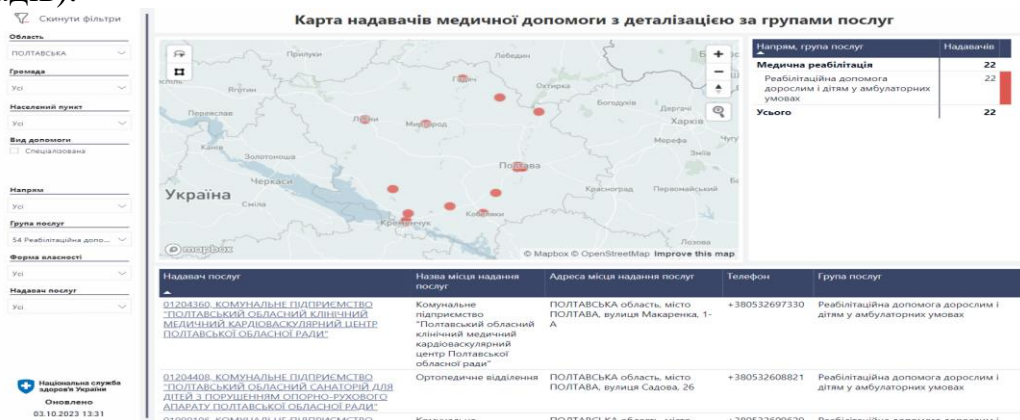 Скинути фільтри
Область
ПОЛТАВСЬКА
Громада
Усі
Населений пункт
Усі
Вид допомоги
Спеціалізована
Напрям
Усі
Група послуг
54 Реабілітаційна допо...
Форма власності
Усі
Надавач послуг
Усі
Національна служба
здоров'я України
Оновлено
03.10.2023 13:31
Карта надавачів медичної допомоги з деталізацією за групами послуг
Прилуки
Лебедин
Охтирка
Яготин
Богодухів
Дергачі
Переяслав
Миргород
Харків
Канів
Мерефа
Чугу
Золотоноша
Зміїв
Полтава
Черкаси
Україна
Красноград
Первомайський
Сміла
Кобеляки
Кременчук
Лозова
mapbox
© Mapbox © OpenStreetMap Improve this map
Напрям, група послуг Надавачів
Медична реабілітація 22
Реабілітаційна допомога 22
дорослим і дітям у амбулаторних
умовах
Усього 22
Надавач послуг
Назва місця надання
послуг
Адреса місця надання послуг
Телефон
Група послуг
01204360, КОМУНАЛЬНЕ ПІДПРИЄМСТВО
"ПОЛТАВСЬКИЙ ОБЛАСНИЙ КЛІНІЧНИЙ
МЕДИЧНИЙ КАРДІОВАСКУЛЯРНИЙ ЦЕНТР
ПОЛТАВСЬКОЇ ОБЛАСНОЇ РАДИ"
Комунальне
підприємство
"Полтавський обласний
клінічний медичний
кардіоваскулярний
центр Полтавської
обласної ради"
ПОЛТАВСЬКА область, місто
ПОЛТАВА, вулиця Макаренка, 1-
А
+380532697330
Реабілітаційна допомога дорослим і
дітям у амбулаторних умовах
01204408, КОМУНАЛЬНЕ ПІДПРИЄМСТВО
"ПОЛТАВСЬКИЙ ОБЛАСНИЙ САНАТОРІЙ ДЛЯ
ДІТЕЙ З ПОРУШЕННЯМ ОПОРНО-РУХОВОГО
АПАРАТУ ПОЛТАВСЬКОЇ ОБЛАСНОЇ РАДИ"
Ортопедичне відділення
ПОЛТАВСЬКА область, місто
ПОЛТАВА, вулиця Садова, 26
+380532608821
Реабілітаційна допомога дорослим і
дітям у амбулаторних умовах